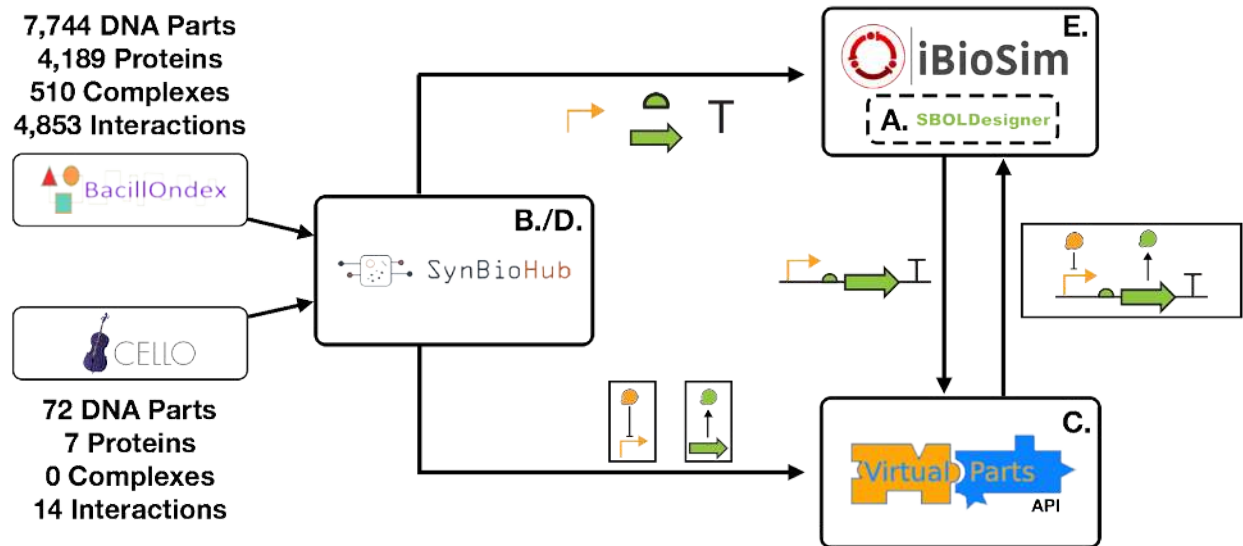 7,744 DNA Parts
4,189 Proteins
510 Complexes
4,853 Interactions
BacillOndex
CELLO
72 DNA Parts
7 Proteins
0 Complexes
14 Interactions
B./D.
SynBioHub
E.
iBioSim
A. SBOLDesigner
C.
Virtual Parts
API